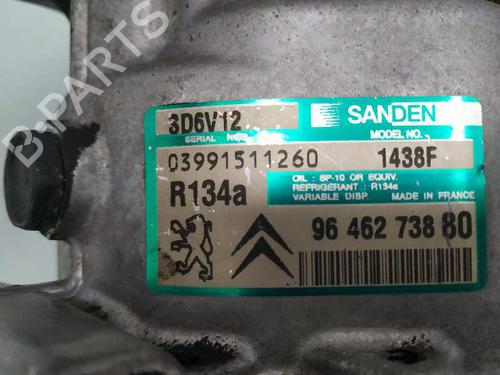 3D6V12
SANDEN
SERIAL NO.
MODEL NO.
03991511260
1438F
R134a
OIL : SP-10 OR EQUIV.
REFRIGERANT : R134a
VARIABLE DISP. MADE IN FRANCE
96 462 738 80
B-PARTS